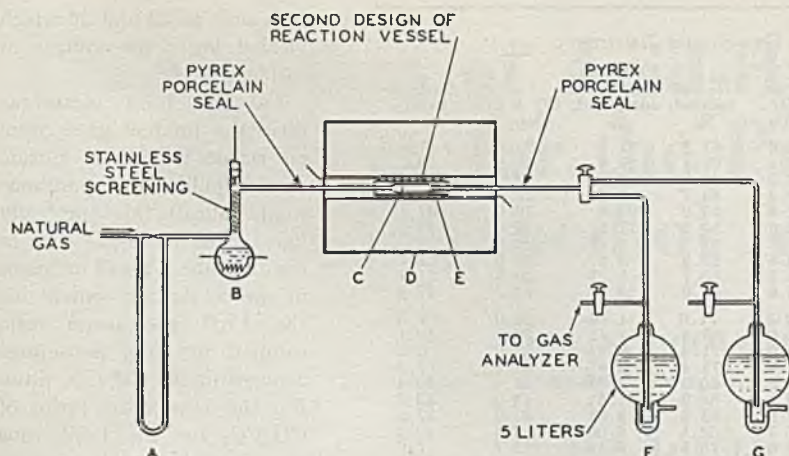 SECOND DESIGN OF
REACTION VESSEL
PYREX
PORCELAIN
SEAL
PYREX
PORCELAIN
SEAL
STAINLESS
STEEL
SCREENING
NATURAL
GAS
B
C
D
E
TO GAS
ANALYZER
5 LITERS
A
F
G